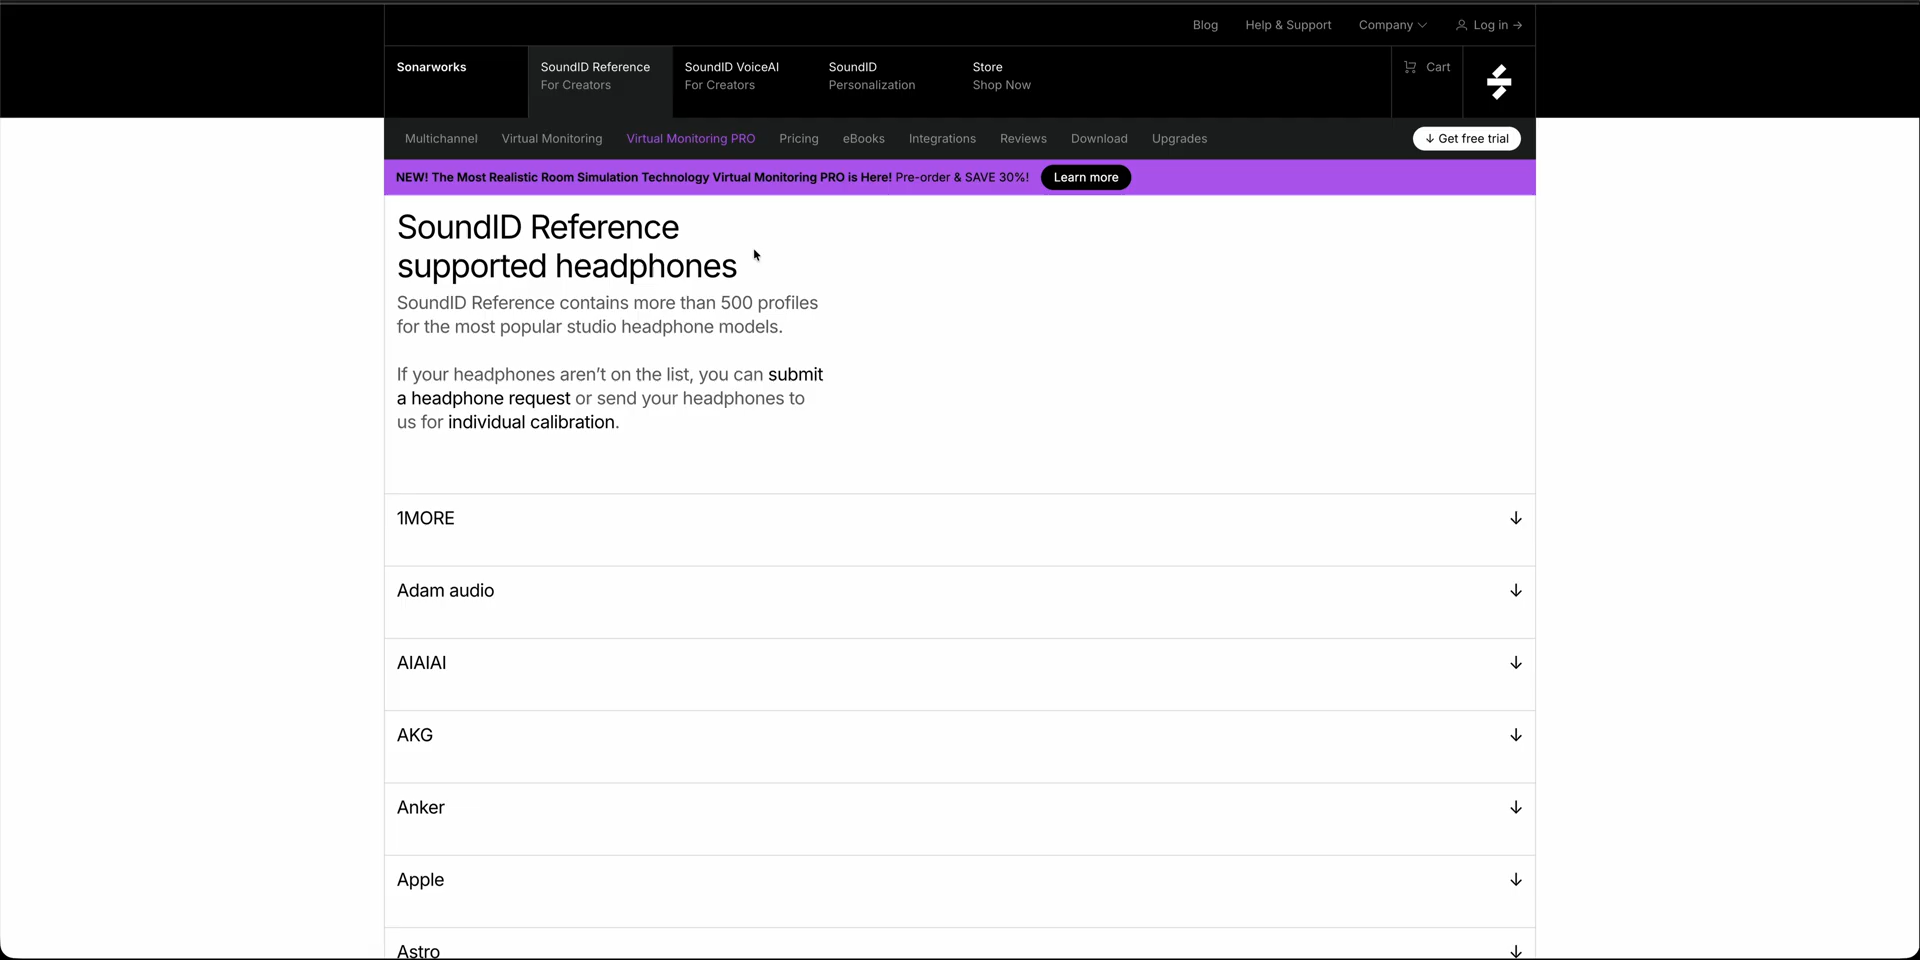 Blog Help & Support Company Log in →
Sonarworks SoundID Reference SoundID VoiceAI SoundID Store Cart
For Creators For Creators Personalization Shop Now
Multichannel Virtual Monitoring Virtual Monitoring PRO Pricing eBooks Integrations Reviews Download Upgrades ↓ Get free trial
NEW! The Most Realistic Room Simulation Technology Virtual Monitoring PRO is Here! Pre-order & SAVE 30%! Learn more
SoundID Reference
supported headphones
SoundID Reference contains more than 500 profiles
for the most popular studio headphone models.
If your headphones aren’t on the list, you can submit
a headphone request or send your headphones to
us for individual calibration.
1MORE
Adam audio
AIAIAI
AKG
Anker
Apple
Astro